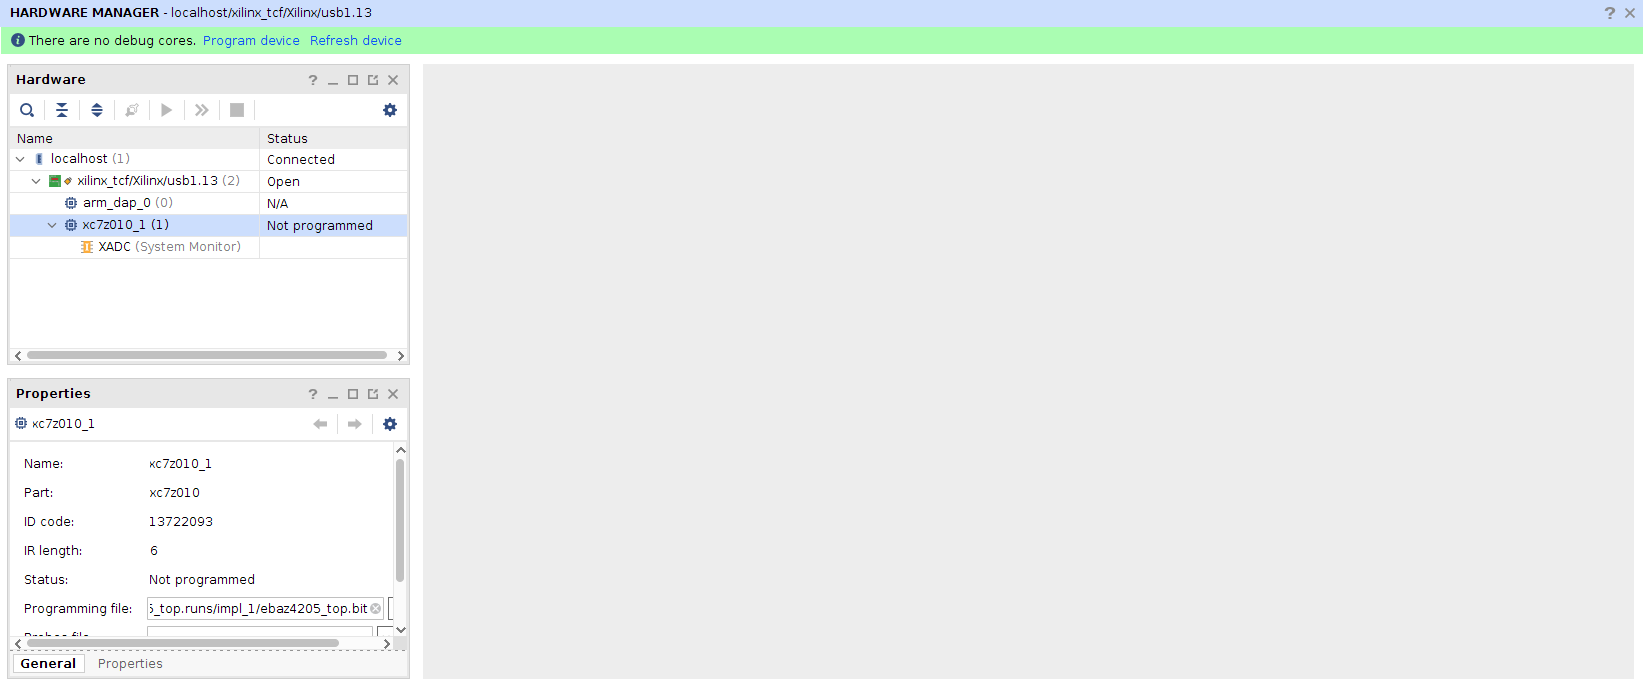 HARDWARE MANAGER - localhost/xilinx_tcf/Xilinx/usb1.13
There are no debug cores. Program device Refresh device
Hardware
Name Status
localhost (1) Connected
xilinx_tcf/Xilinx/usb1.13 (2) Open
arm_dap_0 (0) N/A
xc7z010_1 (1) Not programmed
XADC (System Monitor)
Properties
xc7z010_1
Name: xc7z010_1
Part: xc7z010
ID code: 13722093
IR length: 6
Status: Not programmed
Programming file: _top.runs/impl_1/ebaz4205_top.bit
General Properties